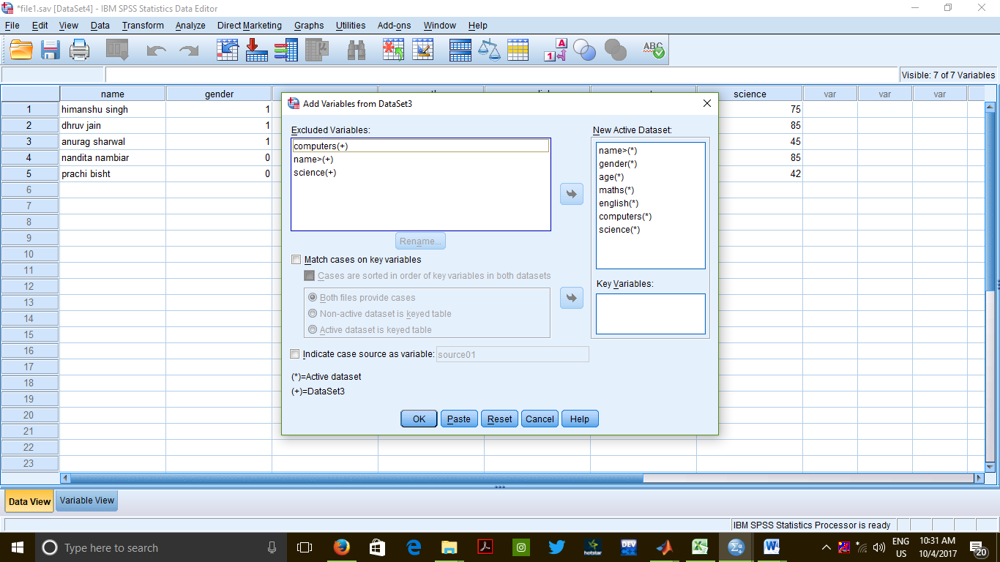 *file1.sav [DataSet4] - IBM SPSS Statistics Data Editor
File Edit View Data Transform Analyze Direct Marketing Graphs Utilities Add-ons Window Help
Visible: 7 of 7 Variables
name gender science var var var
1 himanshu singh 1 75
2 dhruv jain 1 85
3 anurag sharwal 1 45
4 nandita nambiar 0 85
5 prachi bisht 0 42
6
7
8
9
10
11
12
13
14
15
16
17
18
19
20
21
22
23
Add Variables from DataSet3
Excluded Variables:
computers(+)
name>(+)
science(+)
Rename...
Match cases on key variables
Cases are sorted in order of key variables in both datasets
Both files provide cases
Non-active dataset is keyed table
Active dataset is keyed table
Indicate case source as variable: source01
(*)=Active dataset
(+)=DataSet3
New Active Dataset:
name>(*)
gender(*)
age(*)
maths(*)
english(*)
computers(*)
science(*)
Key Variables:
OK Paste Reset Cancel Help
Data View Variable View
IBM SPSS Statistics Processor is ready
Type here to search
hotstar
DEV
ENG
US
10:31 AM
10/4/2017
20